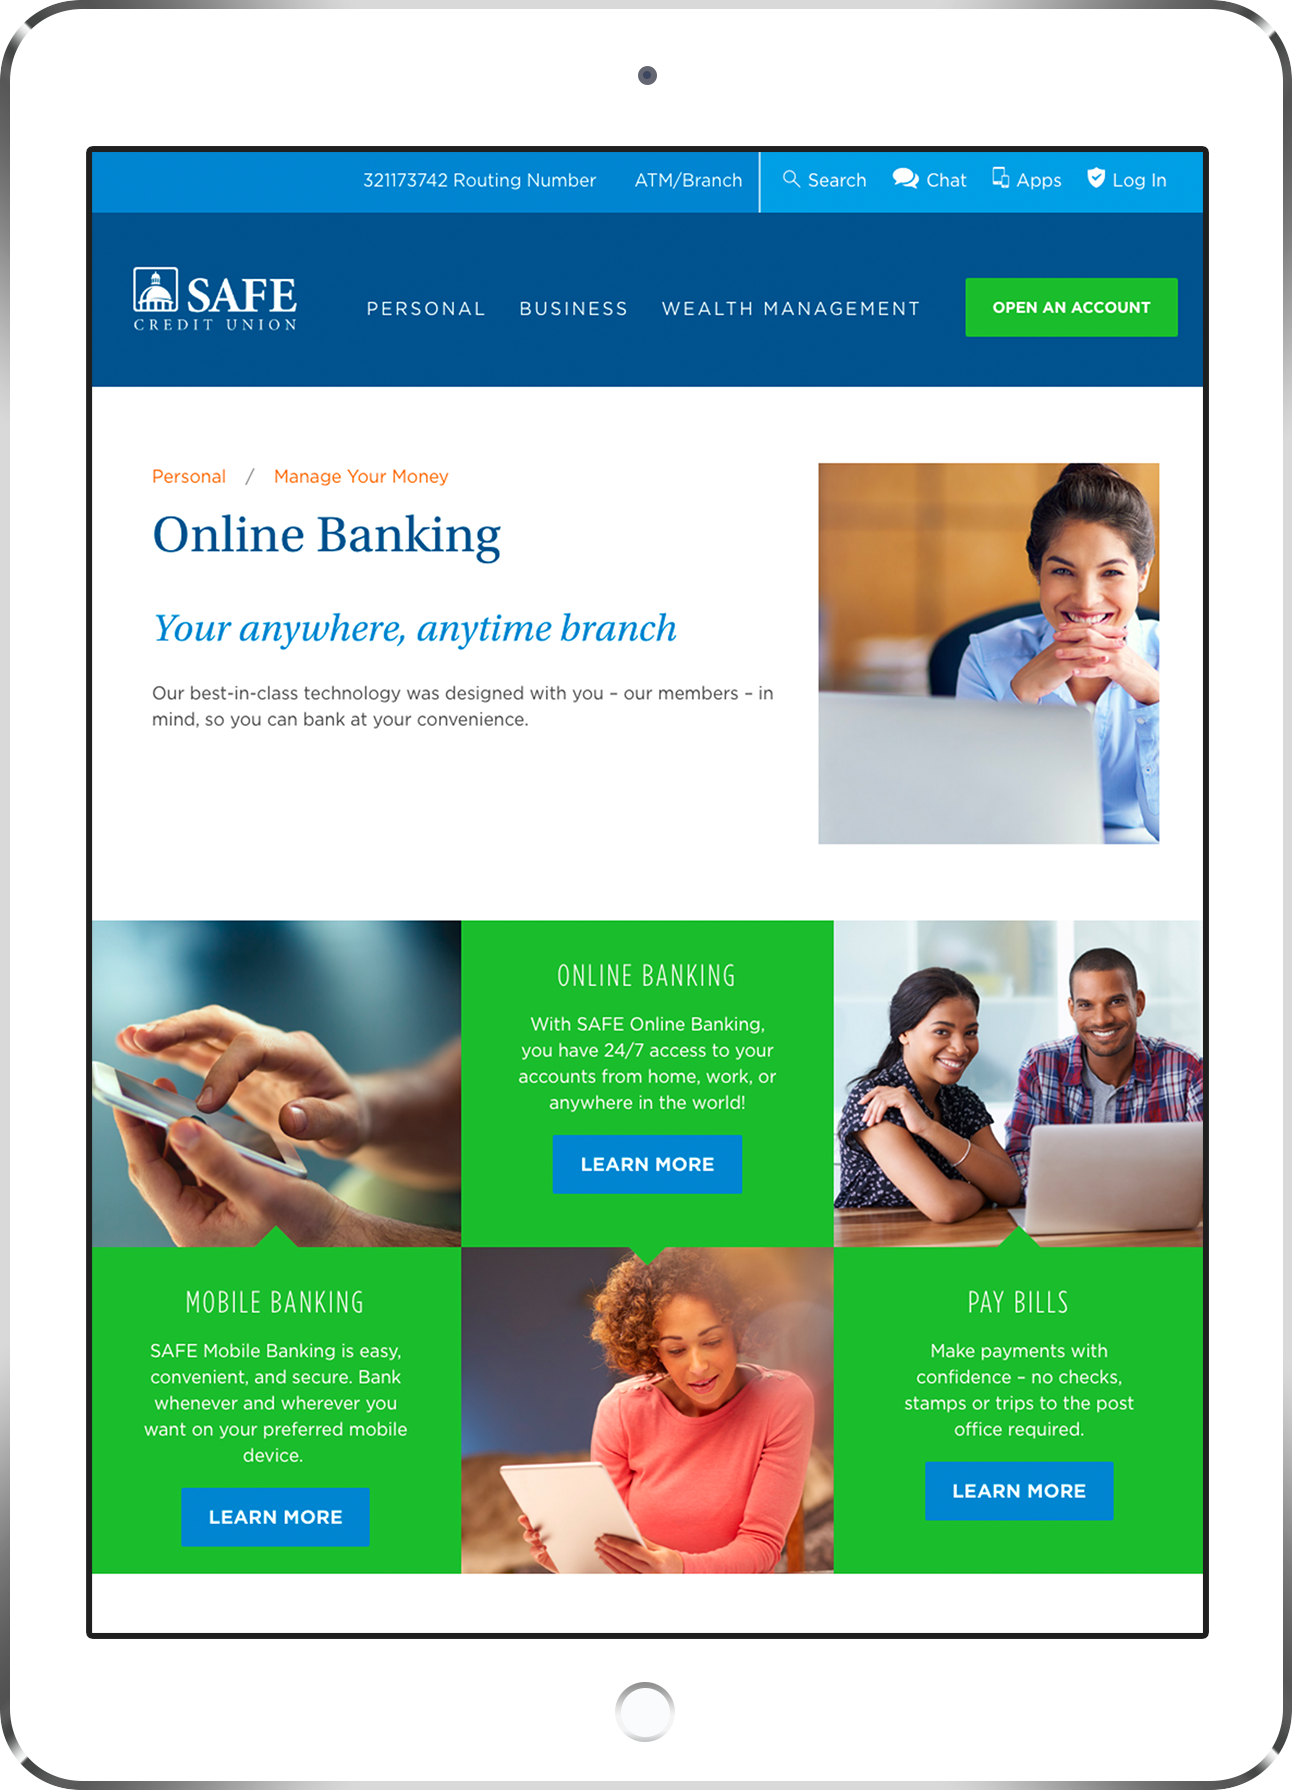 321173742 Routing Number
ATM/Branch
Search
Chat
Apps
Log In
SAFE
CREDIT UNION
PERSONAL
BUSINESS
WEALTH MANAGEMENT
OPEN AN ACCOUNT
Personal / Manage Your Money
Online Banking
Your anywhere, anytime branch
Our best-in-class technology was designed with you – our members – in
mind, so you can bank at your convenience.
ONLINE BANKING
With SAFE Online Banking,
you have 24/7 access to your
accounts from home, work, or
anywhere in the world!
LEARN MORE
MOBILE BANKING
SAFE Mobile Banking is easy,
convenient, and secure. Bank
whenever and wherever you
want on your preferred mobile
device.
LEARN MORE
PAY BILLS
Make payments with
confidence – no checks,
stamps or trips to the post
office required.
LEARN MORE